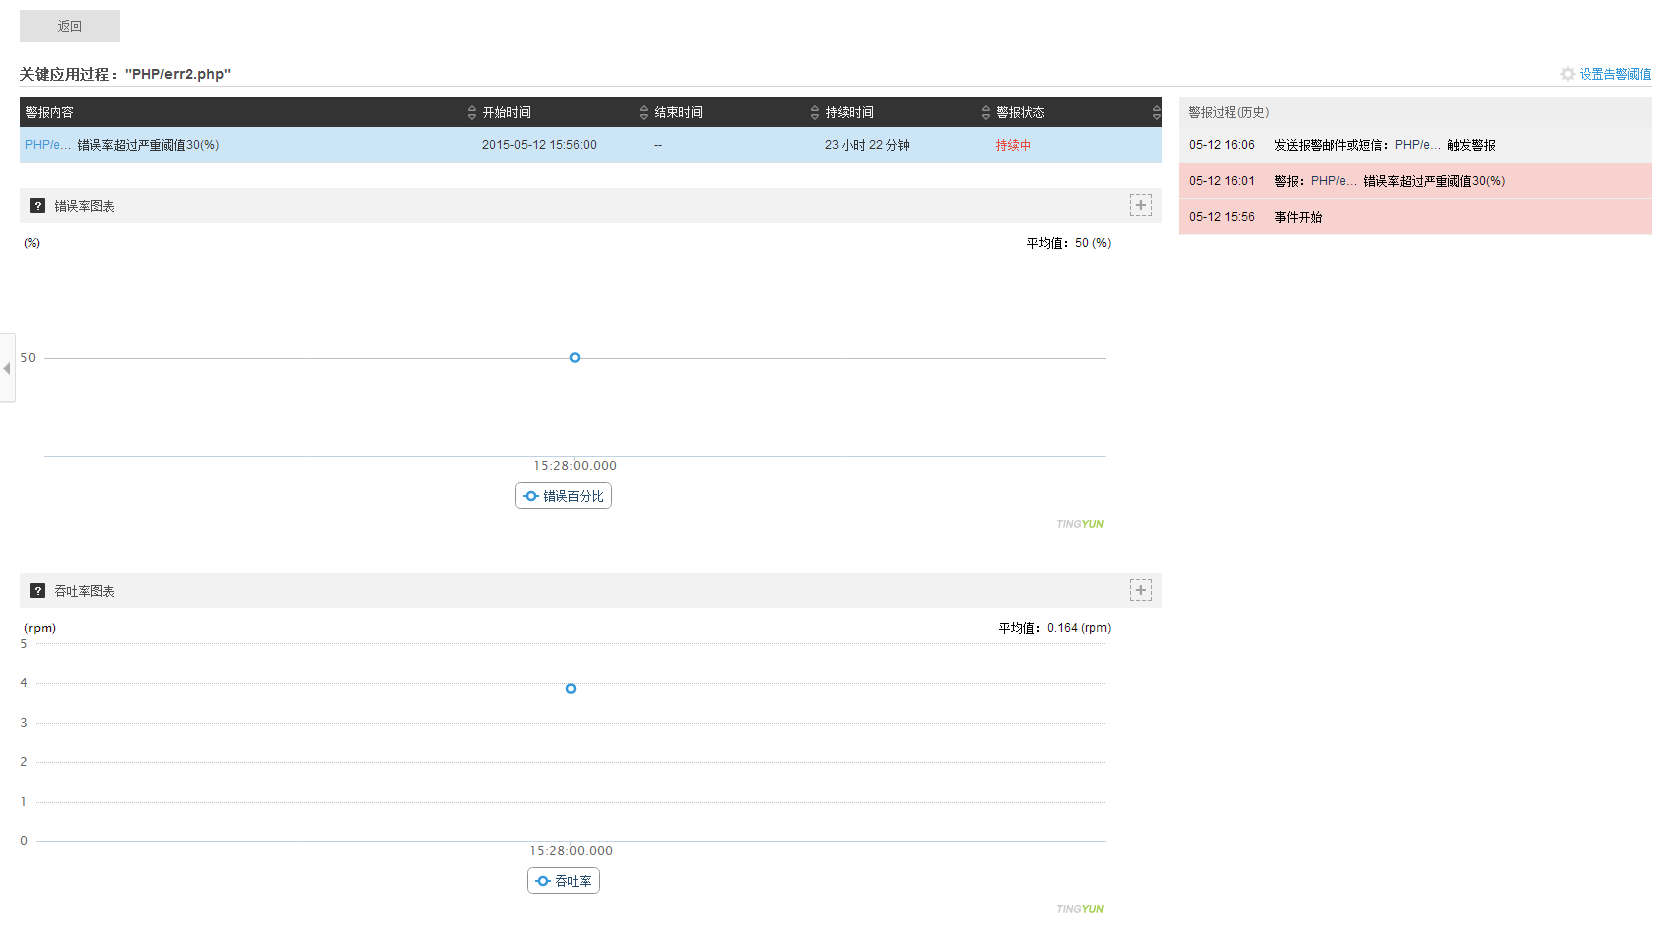 返回
关键应用过程："PHP/err2.php"
设置告警阈值
警报内容 开始时间 结束时间 持续时间 警报状态
PHP/e... 错误率超过严重阈值30(%) 2015-05-12 15:56:00 -- 23 小时 22 分钟 持续中
警报过程(历史)
05-12 16:06 发送报警邮件或短信：PHP/e... 触发警报
05-12 16:01 警报：PHP/e... 错误率超过严重阈值30(%)
05-12 15:56 事件开始
? 错误率图表
(%) 平均值：50 (%)
50
15:28:00.000
错误百分比
TINGYUN
? 吞吐率图表
(rpm) 平均值：0.164 (rpm)
5
4
3
2
1
0
15:28:00.000
吞吐率
TINGYUN